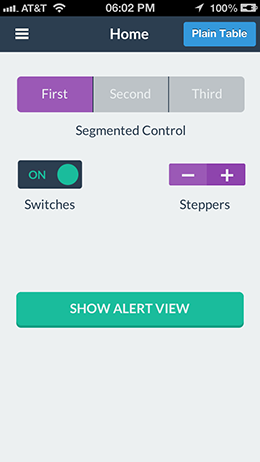 AT&T 06:02 PM 100%
Home Plain Table
First Second Third
Segmented Control
ON
Switches Steppers
SHOW ALERT VIEW